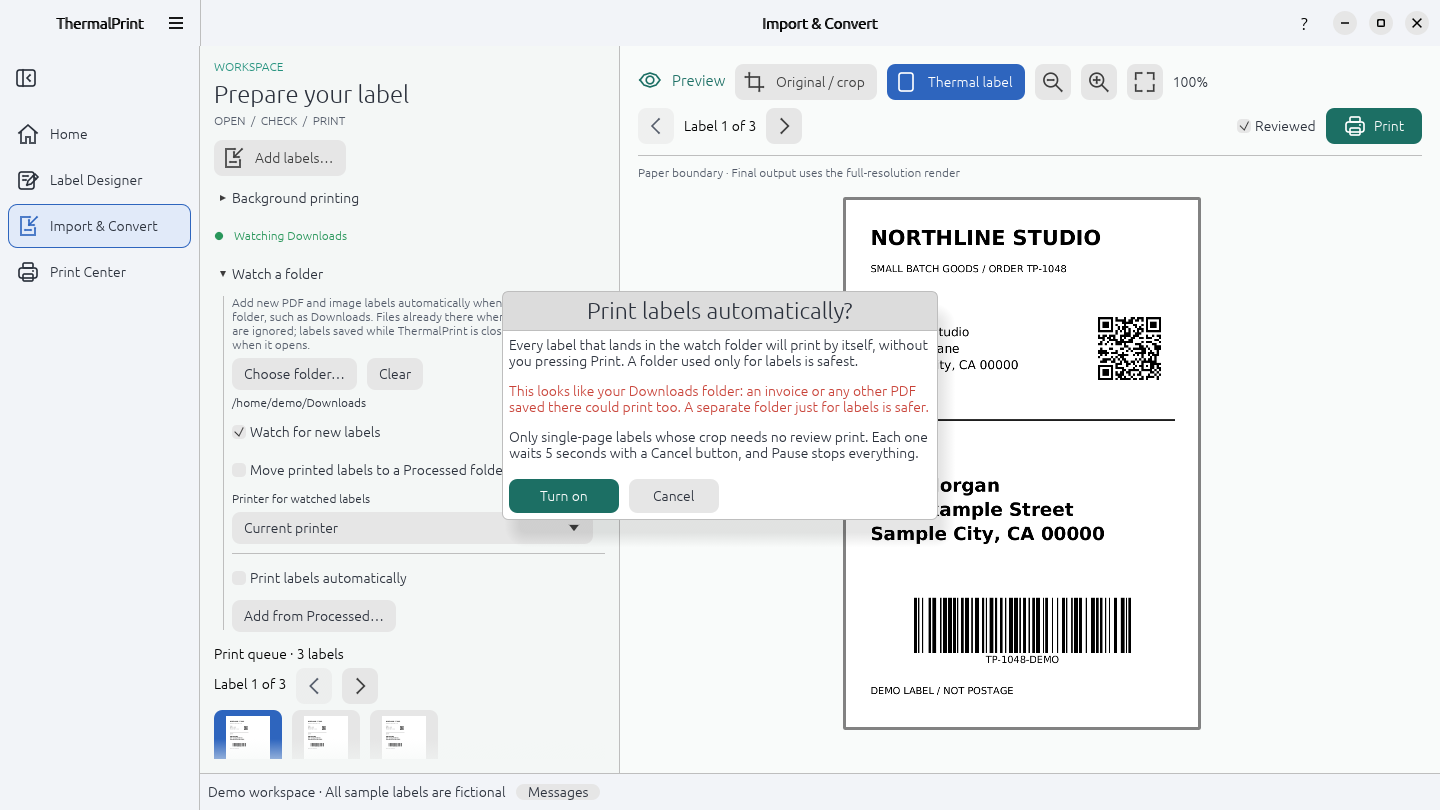 ThermalPrint
Import & Convert
?
Home
Label Designer
Import & Convert
Print Center
WORKSPACE
Prepare your label
OPEN / CHECK / PRINT
Add labels...
Background printing
Watching Downloads
Watch a folder
Add new PDF and image labels automatically when
folder, such as Downloads. Files already there when
are ignored; labels saved while ThermalPrint is clos
when it opens.
Choose folder...
Clear
/home/demo/Downloads
Watch for new labels
Move printed labels to a Processed folde
Printer for watched labels
Current printer
Print labels automatically
Add from Processed...
Print queue · 3 labels
Label 1 of 3
Preview
Original / crop
Thermal label
100%
Label 1 of 3
Reviewed
Print
Paper boundary · Final output uses the full-resolution render
NORTHLINE STUDIO
SMALL BATCH GOODS / ORDER TP-1048
tudio
ane
ty, CA 00000
organ
ample Street
Sample City, CA 00000
TP-1048-DEMO
DEMO LABEL / NOT POSTAGE
Print labels automatically?
Every label that lands in the watch folder will print by itself, without
you pressing Print. A folder used only for labels is safest.
This looks like your Downloads folder: an invoice or any other PDF
saved there could print too. A separate folder just for labels is safer.
Only single-page labels whose crop needs no review print. Each one
waits 5 seconds with a Cancel button, and Pause stops everything.
Turn on
Cancel
Demo workspace · All sample labels are fictional
Messages